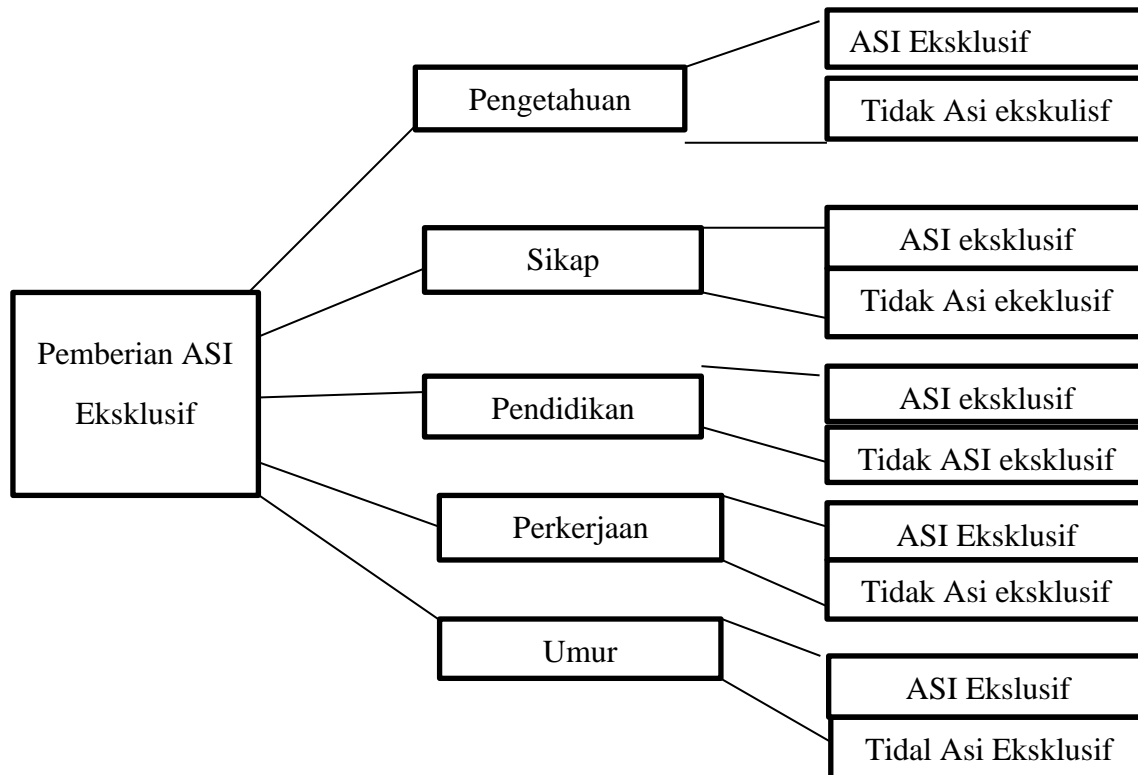 Pemberian ASI
Eksklusif
Pengetahuan
ASI Eksklusif
Tidak Asi ekskulisf
Sikap
ASI eksklusif
Tidak Asi ekeklusif
Pendidikan
ASI eksklusif
Tidak ASI eksklusif
Perkerjaan
ASI Eksklusif
Tidak Asi eksklusif
Umur
ASI Ekslusif
Tidal Asi Eksklusif